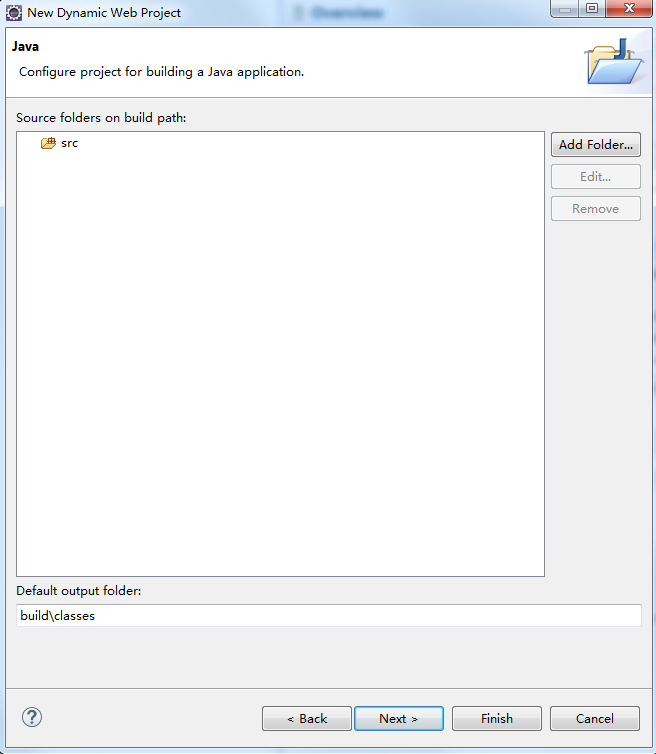 New Dynamic Web Project
Overview
Java
Configure project for building a Java application.
Source folders on build path:
src
Add Folder...
Edit...
Remove
Default output folder:
build\classes
?
< Back
Next >
Finish
Cancel